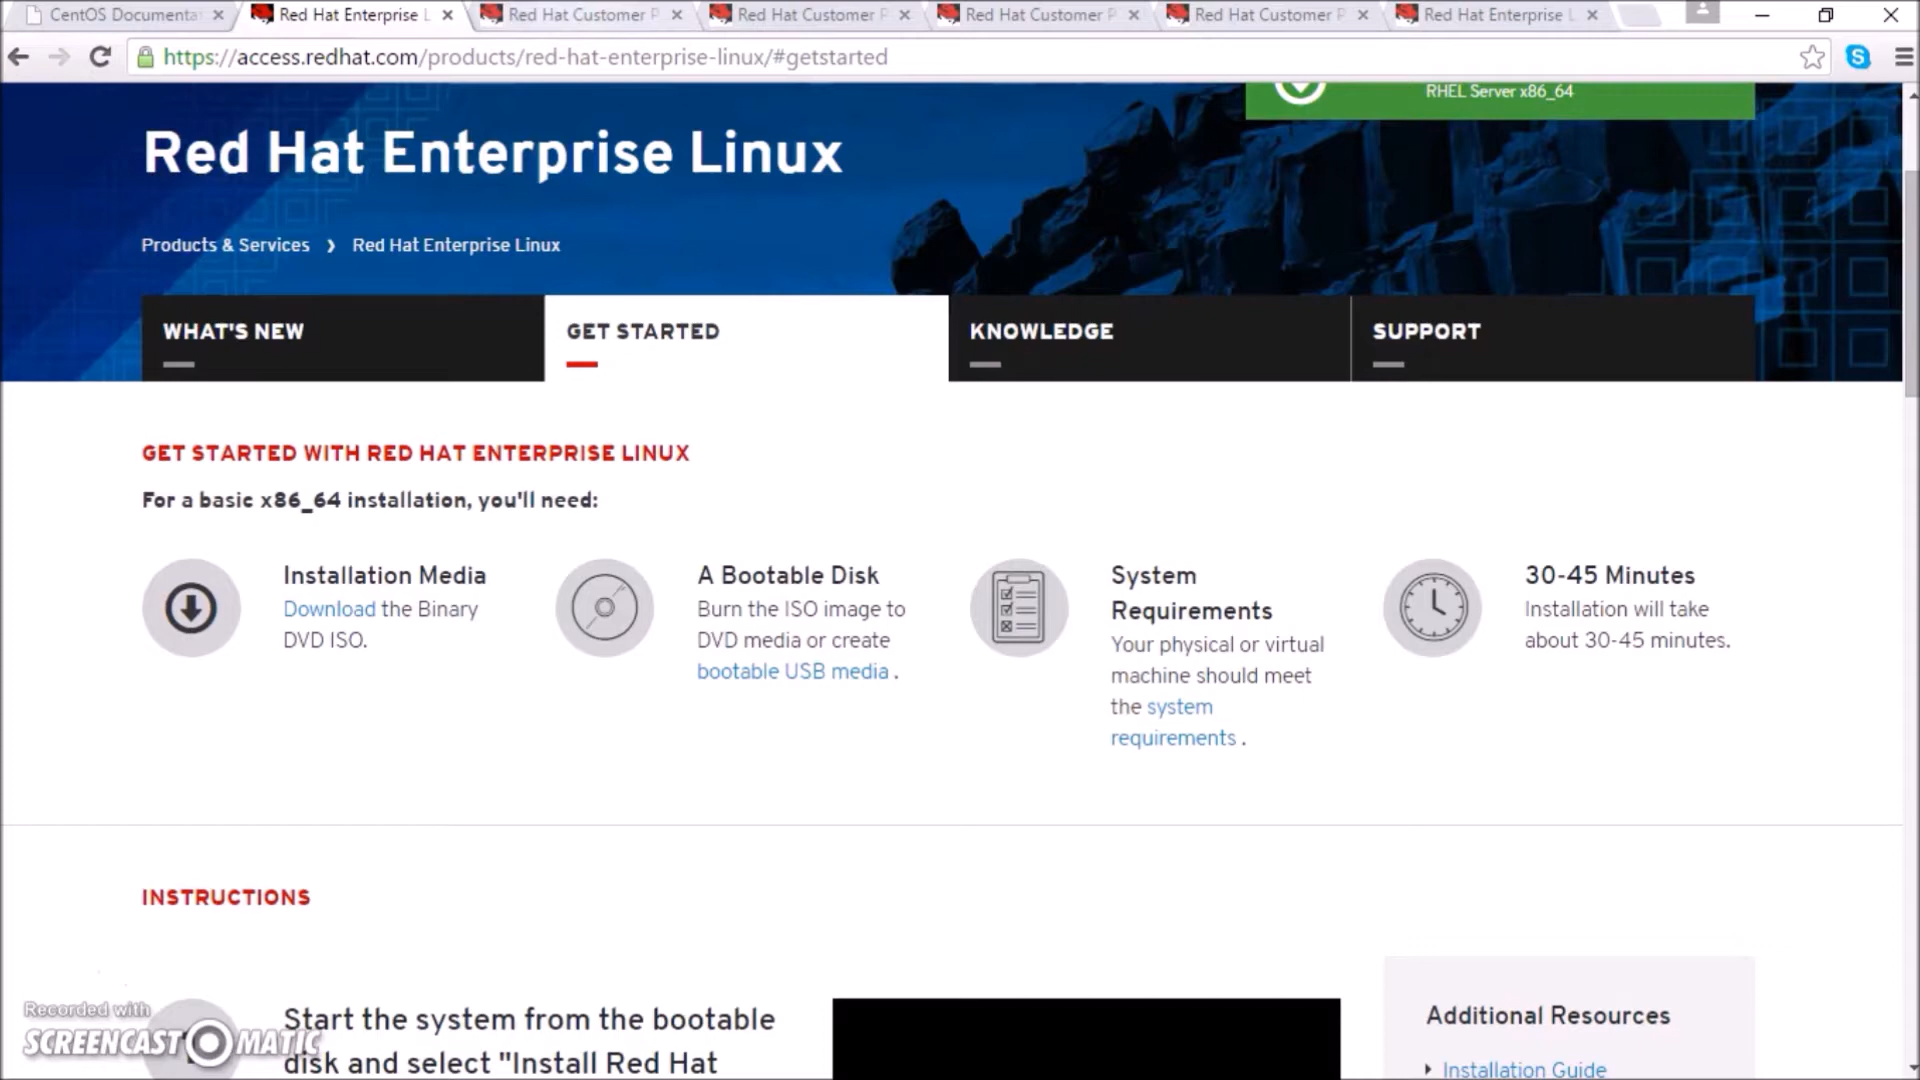 CentOS Documenta
Red Hat Enterprise L
Red Hat Customer P
Red Hat Customer P
Red Hat Customer P
Red Hat Customer P
Red Hat Enterprise L
https://access.redhat.com/products/red-hat-enterprise-linux/#getstarted
RHEL Server x86_64
Red Hat Enterprise Linux
Products & Services › Red Hat Enterprise Linux
WHAT'S NEW
GET STARTED
KNOWLEDGE
SUPPORT
GET STARTED WITH RED HAT ENTERPRISE LINUX
For a basic x86_64 installation, you'll need:
Installation Media
Download the Binary
DVD ISO.
A Bootable Disk
Burn the ISO image to
DVD media or create
bootable USB media .
System
Requirements
Your physical or virtual
machine should meet
the system
requirements .
30-45 Minutes
Installation will take
about 30-45 minutes.
INSTRUCTIONS
Start the system from the bootable
disk and select "Install Red Hat
Additional Resources
Installation Guide
Recorded with
SCREENCAST MATIC